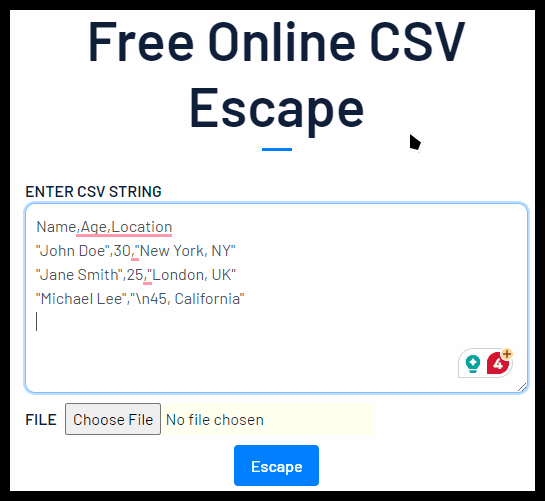 Free Online CSV
Escape
ENTER CSV STRING
Name,Age,Location
"John Doe",30,"New York, NY"
"Jane Smith",25,"London, UK"
"Michael Lee","\n45, California"
4
+
FILE Choose File No file chosen
Escape